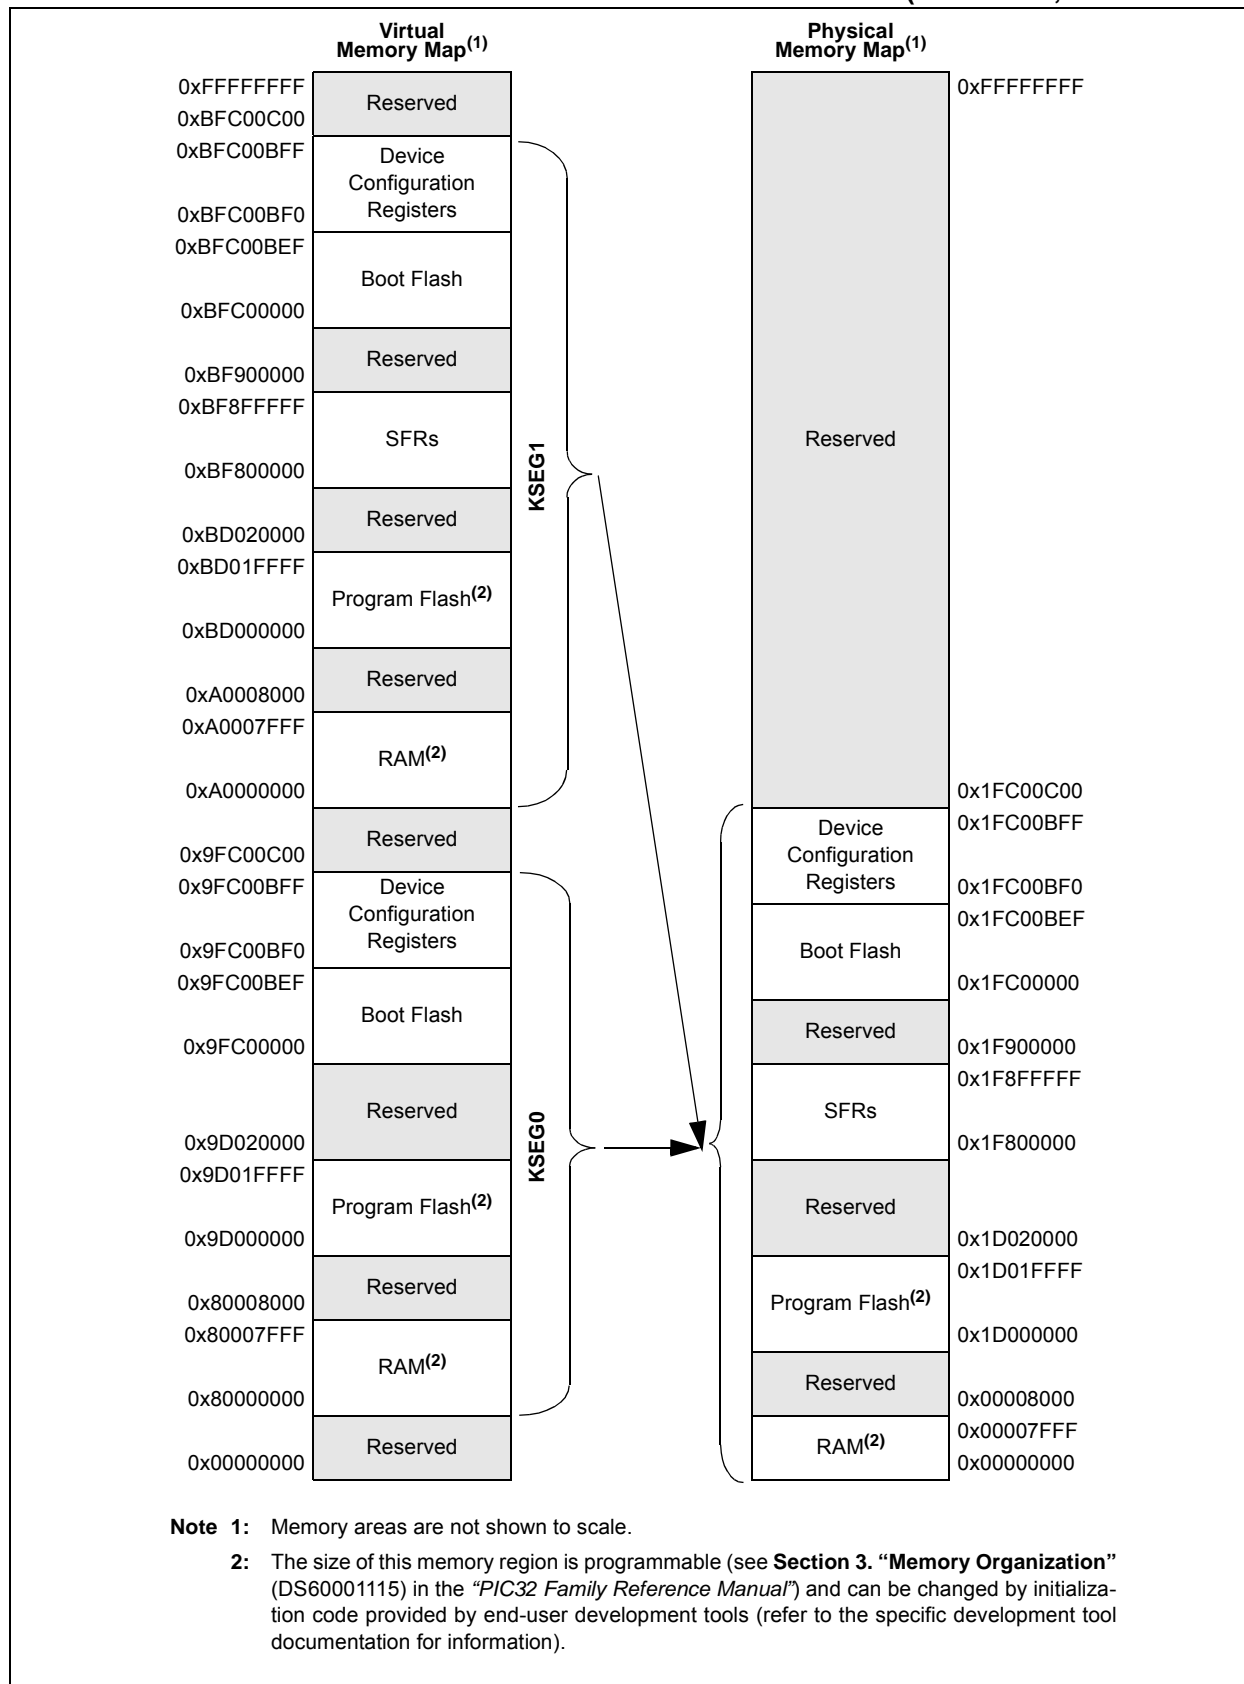 Virtual
Memory Map(1)
0xFFFFFFFF
Reserved
0xBFC00C00
0xBFC00BFF
Device
Configuration
Registers
0xBFC00BF0
0xBFC00BEF
Boot Flash
0xBFC00000
Reserved
0xBF900000
0xBF8FFFFF
SFRs
0xBF800000
Reserved
0xBD020000
0xBD01FFFF
Program Flash(2)
0xBD000000
Reserved
0xA0008000
0xA0007FFF
RAM(2)
0xA0000000
Reserved
0x9FC00C00
0x9FC00BFF
Device
Configuration
Registers
0x9FC00BF0
0x9FC00BEF
Boot Flash
0x9FC00000
Reserved
0x9D020000
0x9D01FFFF
Program Flash(2)
0x9D000000
Reserved
0x80008000
0x80007FFF
RAM(2)
0x80000000
Reserved
0x00000000
KSEG1
KSEG0
Physical
Memory Map(1)
0xFFFFFFFF
Reserved
0x1FC00C00
0x1FC00BFF
Device
Configuration
Registers
0x1FC00BF0
0x1FC00BEF
Boot Flash
0x1FC00000
Reserved
0x1F900000
0x1F8FFFFF
SFRs
0x1F800000
Reserved
0x1D020000
0x1D01FFFF
Program Flash(2)
0x1D000000
Reserved
0x00008000
0x00007FFF
RAM(2)
0x00000000
Note 1: Memory areas are not shown to scale.
2: The size of this memory region is programmable (see Section 3. “Memory Organization”
(DS60001115) in the “PIC32 Family Reference Manual”) and can be changed by initializa-
tion code provided by end-user development tools (refer to the specific development tool
documentation for information).